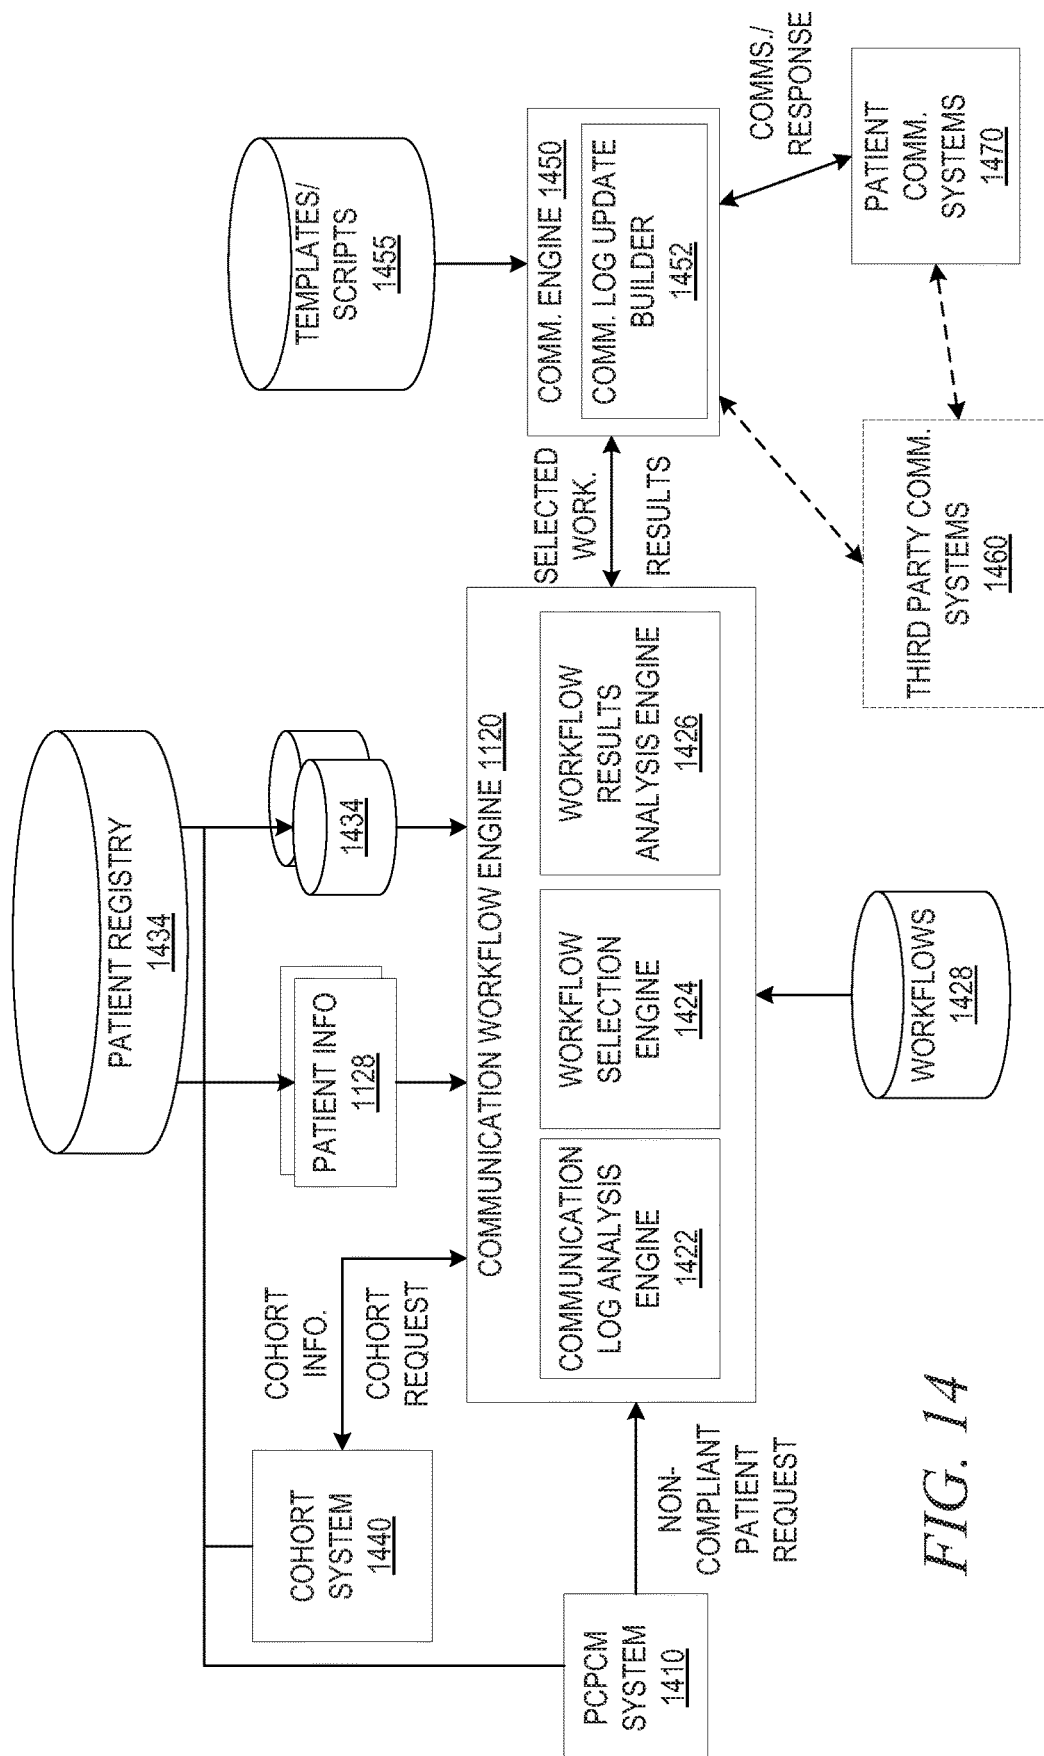 PATIENT REGISTRY
1434
COHORT
SYSTEM
1440
COHORT
INFO.
COHORT
REQUEST
PATIENT INFO
1128
1434
TEMPLATES/
SCRIPTS
1455
PCPCM
SYSTEM
1410
NON-
COMPLIANT
PATIENT
REQUEST
COMMUNICATION WORKFLOW ENGINE 1120
COMMUNICATION
LOG ANALYSIS
ENGINE
1422
WORKFLOW
SELECTION
ENGINE
1424
WORKFLOW
RESULTS
ANALYSIS ENGINE
1426
SELECTED
WORK.
RESULTS
COMM. ENGINE 1450
COMM. LOG UPDATE
BUILDER
1452
COMMS./
RESPONSE
WORKFLOWS
1428
THIRD PARTY COMM.
SYSTEMS
1460
PATIENT
COMM.
SYSTEMS
1470
FIG. 14